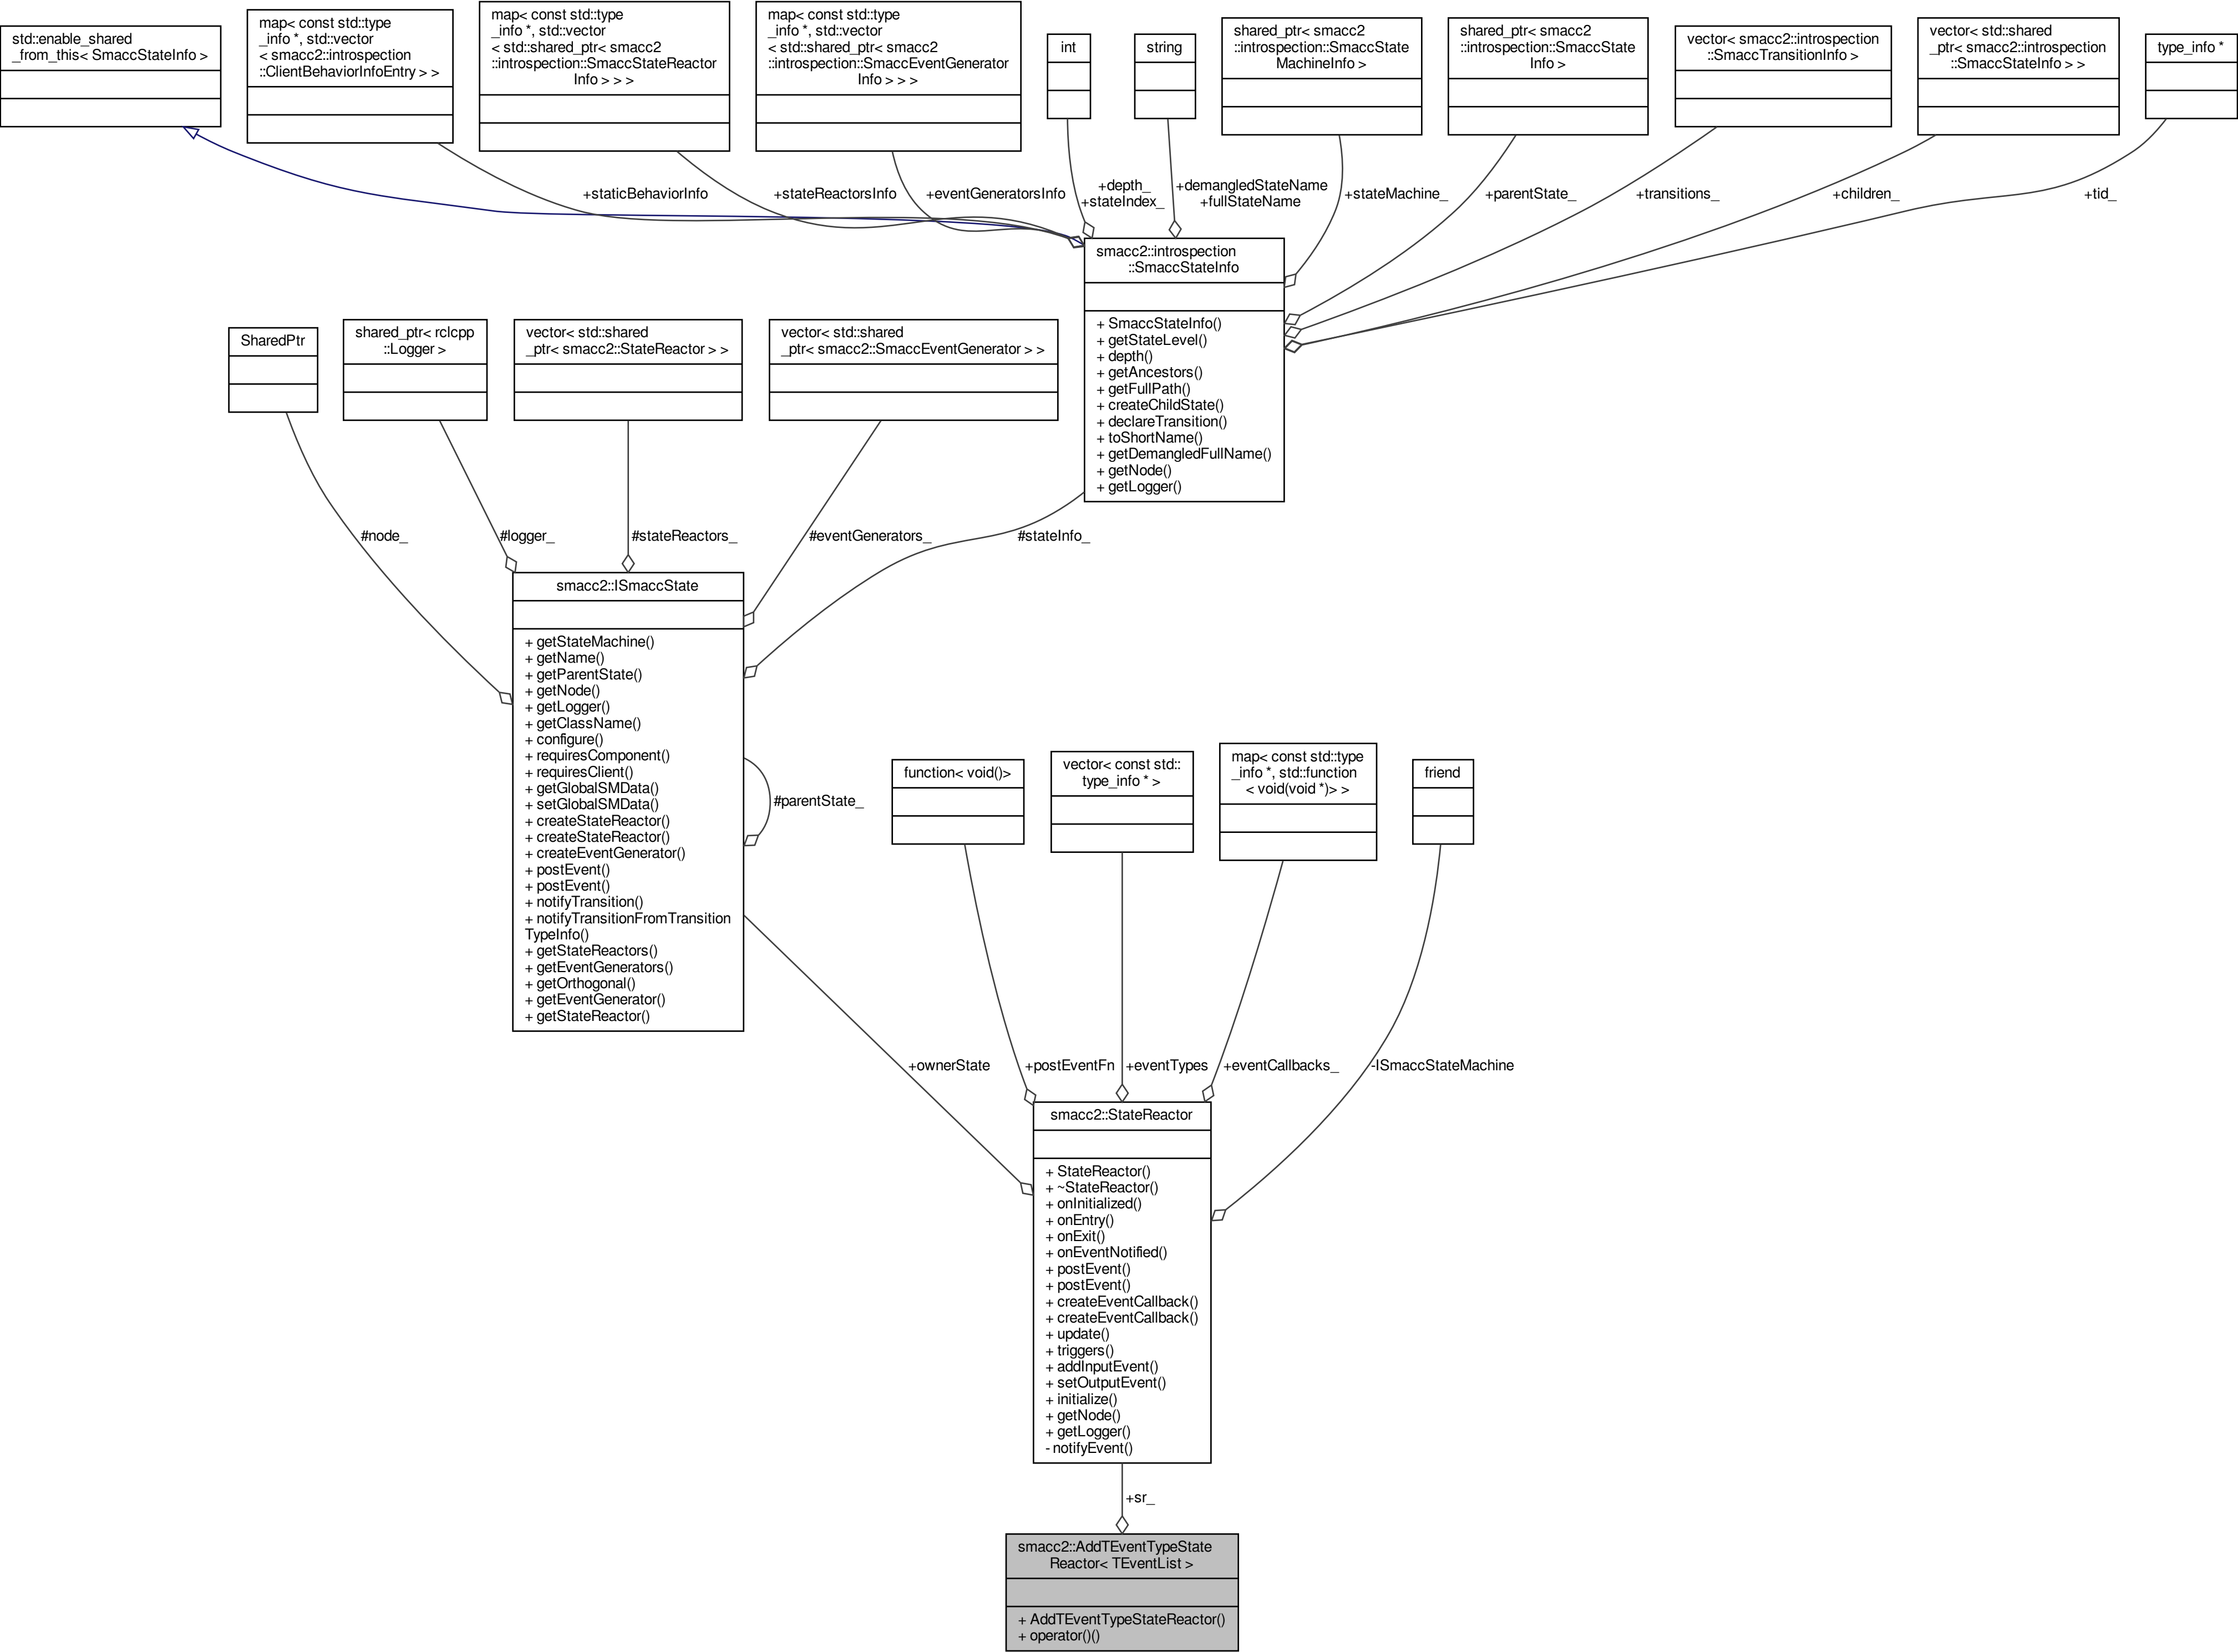 std::enable_shared
_from_this< SmaccStateInfo >
map< const std::type
_info *, std::vector
< smacc2::introspection
::ClientBehaviorInfoEntry > >
map< const std::type
_info *, std::vector
< std::shared_ptr< smacc2
::introspection::SmaccStateReactor
Info > > >
map< const std::type
_info *, std::vector
< std::shared_ptr< smacc2
::introspection::SmaccEventGenerator
Info > > >
int
string
shared_ptr< smacc2
::introspection::SmaccState
MachineInfo >
shared_ptr< smacc2
::introspection::SmaccState
Info >
vector< smacc2::introspection
::SmaccTransitionInfo >
vector< std::shared
_ptr< smacc2::introspection
::SmaccStateInfo > >
type_info *
+staticBehaviorInfo
+stateReactorsInfo
+eventGeneratorsInfo
+depth_
+stateIndex_
+demangledStateName
+fullStateName
+stateMachine_
+parentState_
+transitions_
+children_
+tid_
smacc2::introspection
::SmaccStateInfo
+ SmaccStateInfo()
+ getStateLevel()
+ depth()
+ getAncestors()
+ getFullPath()
+ createChildState()
+ declareTransition()
+ toShortName()
+ getDemangledFullName()
+ getNode()
+ getLogger()
SharedPtr
shared_ptr< rclcpp
::Logger >
vector< std::shared
_ptr< smacc2::StateReactor > >
vector< std::shared
_ptr< smacc2::SmaccEventGenerator > >
#node_
#logger_
#stateReactors_
#eventGenerators_
#stateInfo_
smacc2::ISmaccState
+ getStateMachine()
+ getName()
+ getParentState()
+ getNode()
+ getLogger()
+ getClassName()
+ configure()
+ requiresComponent()
+ requiresClient()
+ getGlobalSMData()
+ setGlobalSMData()
+ createStateReactor()
+ createStateReactor()
+ createEventGenerator()
+ postEvent()
+ postEvent()
+ notifyTransition()
+ notifyTransitionFromTransition
TypeInfo()
+ getStateReactors()
+ getEventGenerators()
+ getOrthogonal()
+ getEventGenerator()
+ getStateReactor()
#parentState_
function< void()>
vector< const std::
type_info * >
map< const std::type
_info *, std::function
< void(void *)> >
friend
+ownerState
+postEventFn
+eventTypes
+eventCallbacks_
-ISmaccStateMachine
smacc2::StateReactor
+ StateReactor()
+ ~StateReactor()
+ onInitialized()
+ onEntry()
+ onExit()
+ onEventNotified()
+ postEvent()
+ postEvent()
+ createEventCallback()
+ createEventCallback()
+ update()
+ triggers()
+ addInputEvent()
+ setOutputEvent()
+ initialize()
+ getNode()
+ getLogger()
- notifyEvent()
+sr_
smacc2::AddTEventTypeState
Reactor< TEventList >
+ AddTEventTypeStateReactor()
+ operator()()